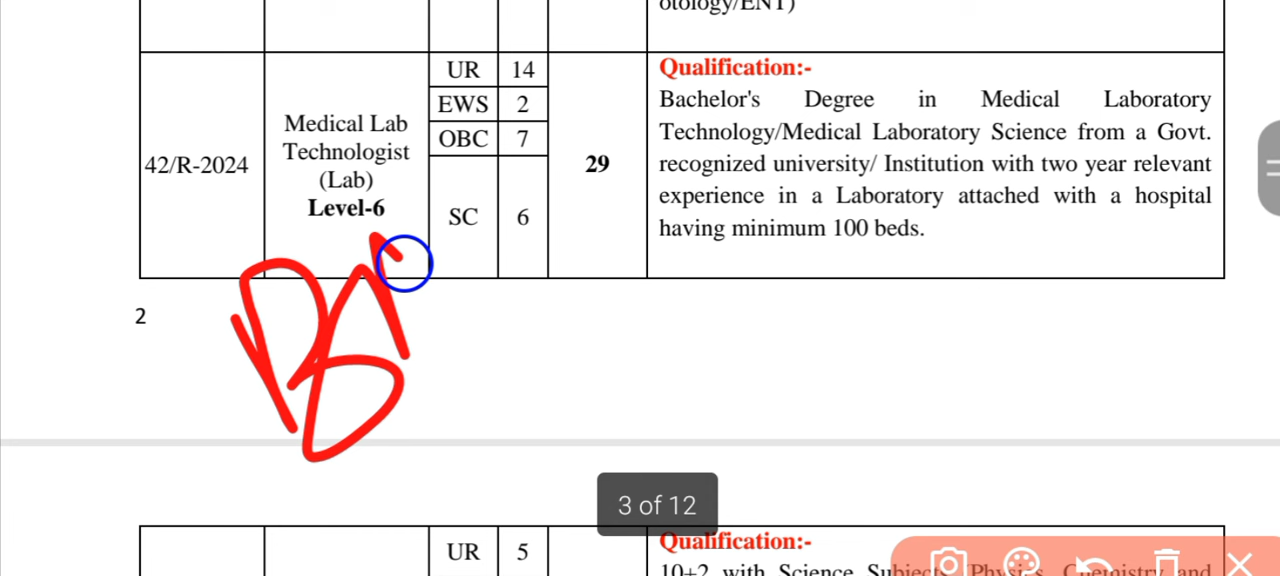 otology/ENT)
42/R-2024
Medical Lab
Technologist
(Lab)
Level-6
UR 14
EWS 2
OBC 7
SC 6
29
Qualification:-
Bachelor's Degree in Medical Laboratory
Technology/Medical Laboratory Science from a Govt.
recognized university/ Institution with two year relevant
experience in a Laboratory attached with a hospital
having minimum 100 beds.
2
3 of 12
UR 5
Qualification:-
10+2 with Science Subjects Physics, Chemistry and